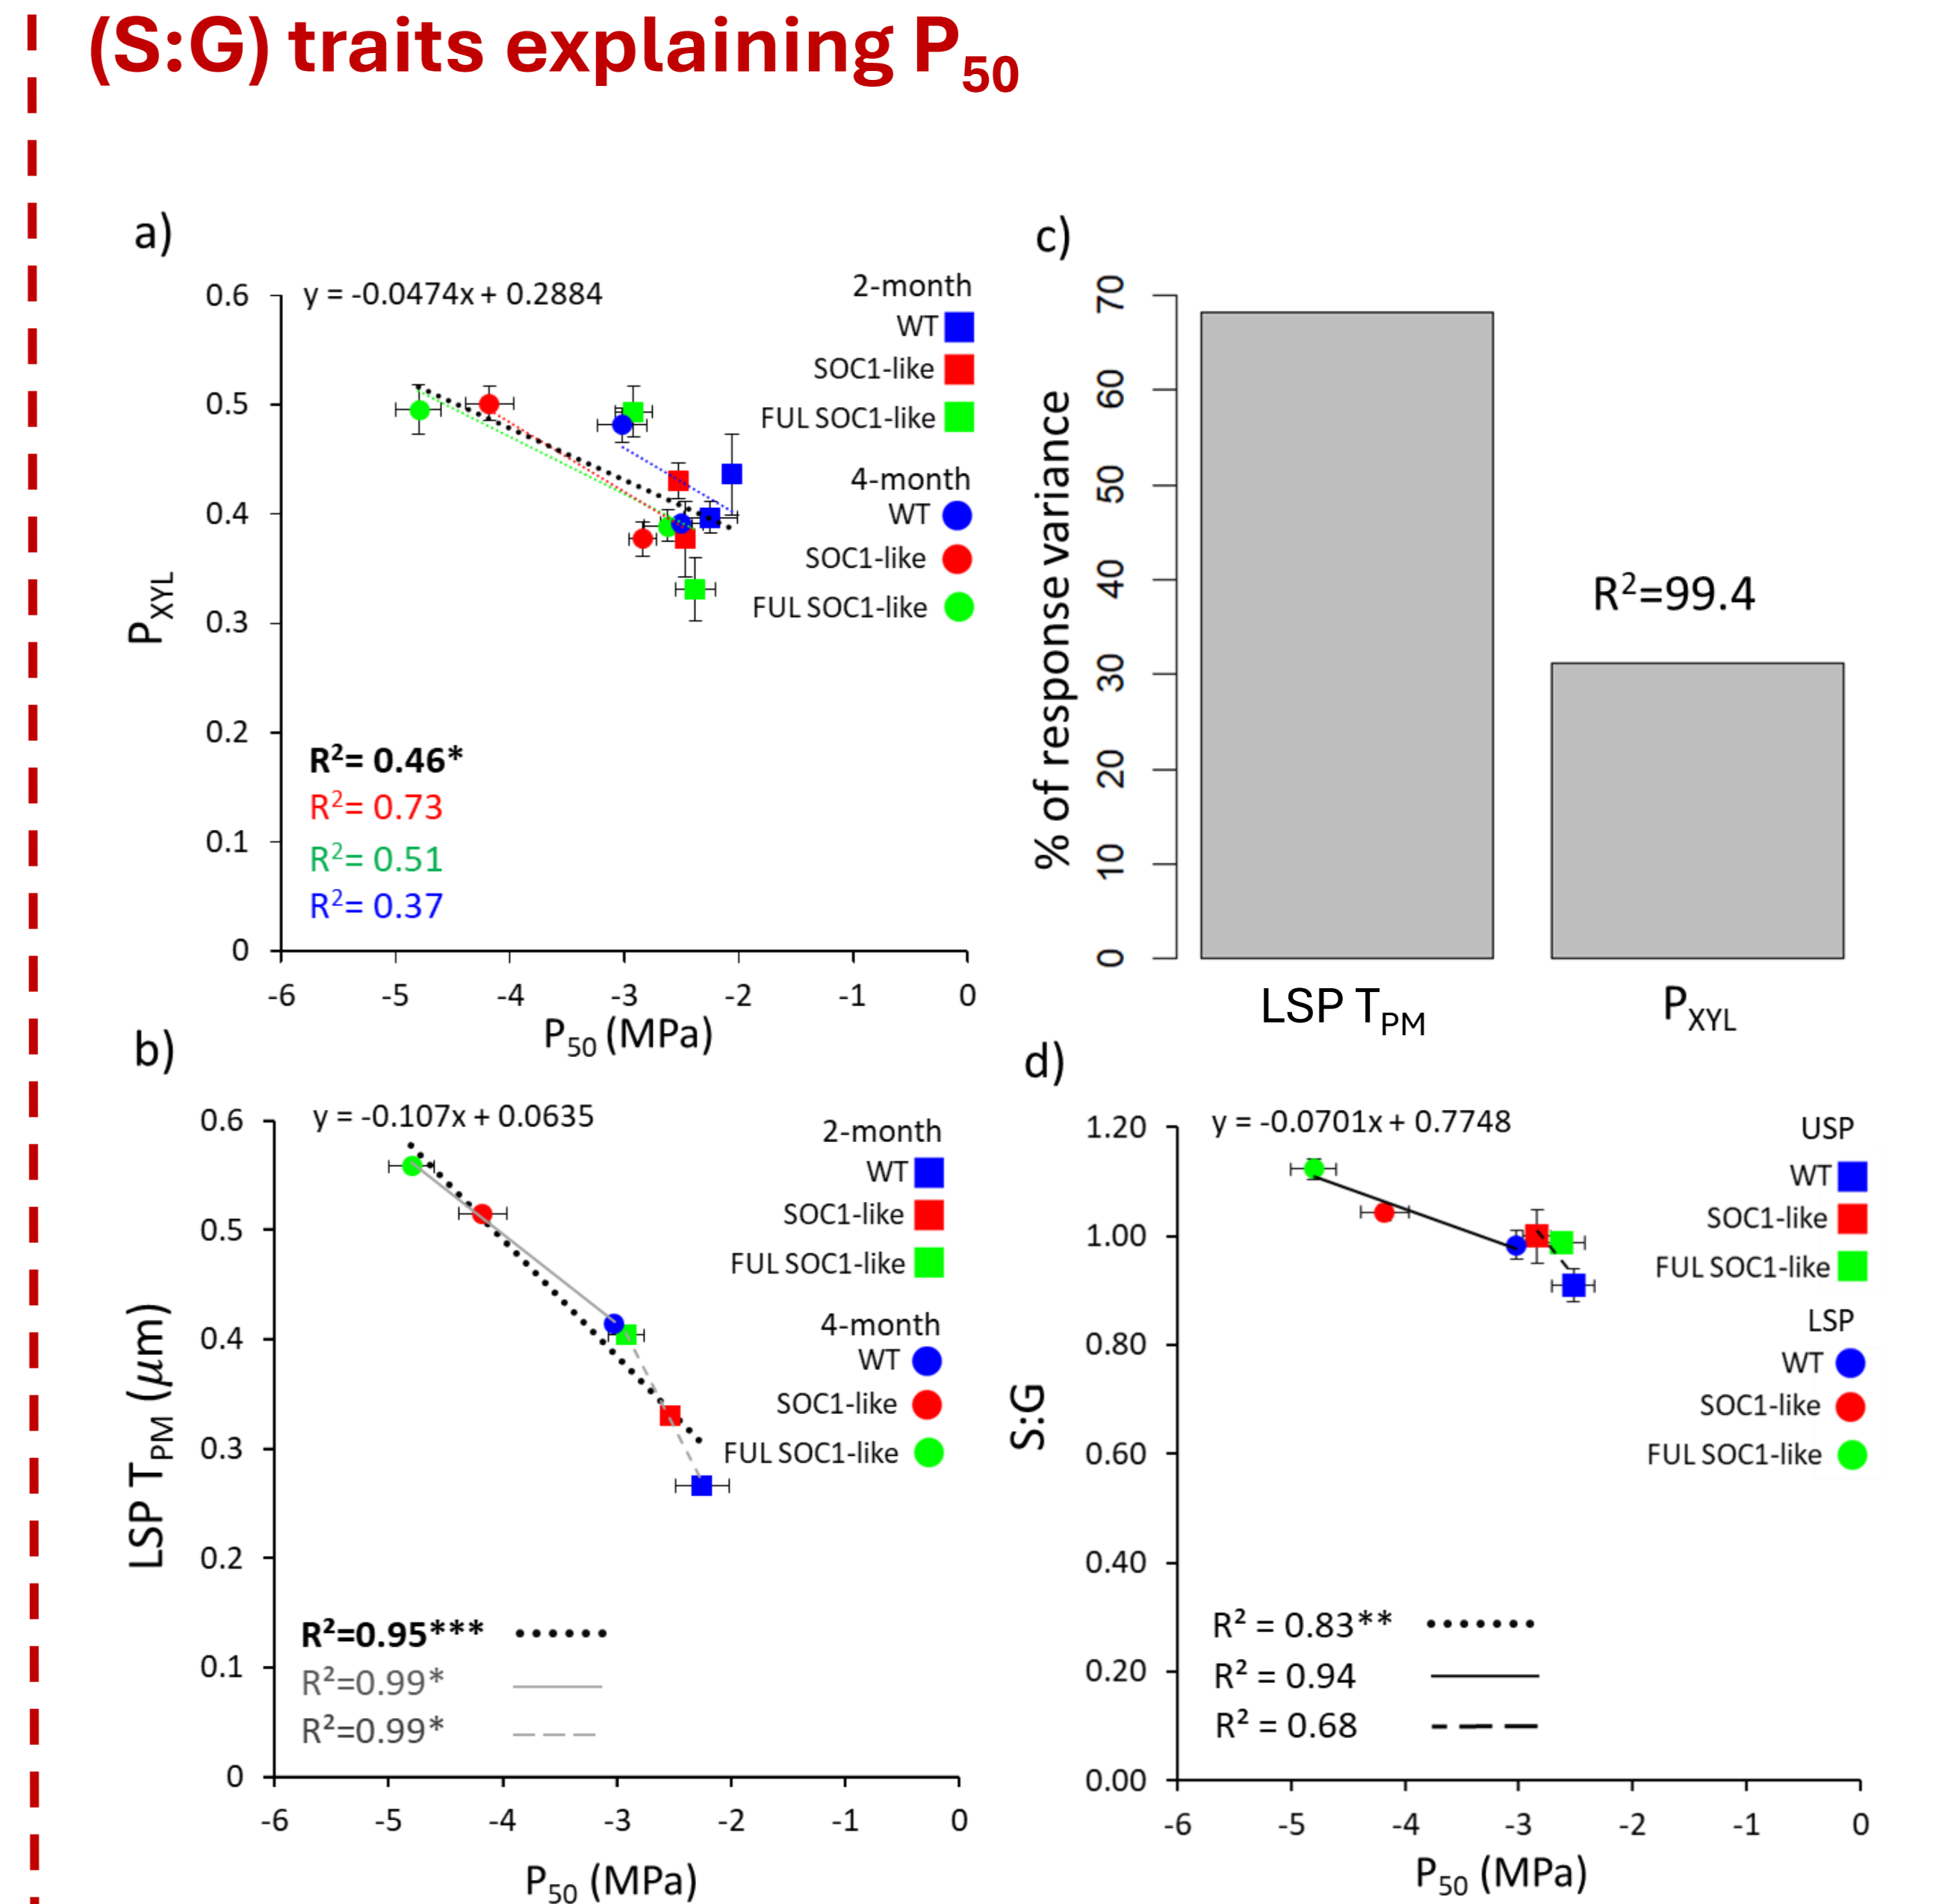 (S:G) traits explaining P50
a)
y = -0.0474x + 0.2884
2-month
WT
SOC1-like
FUL SOC1-like
4-month
WT
SOC1-like
FUL SOC1-like
0.6
0.5
0.4
0.3
0.2
0.1
0
PXYL
R²= 0.46*
R²= 0.73
R²= 0.51
R²= 0.37
-6 -5 -4 -3 -2 -1 0
P50 (MPa)
c)
% of response variance
70
60
50
40
30
20
10
0
R²=99.4
LSP TPM PXYL
b)
y = -0.107x + 0.0635
2-month
WT
SOC1-like
FUL SOC1-like
4-month
WT
SOC1-like
FUL SOC1-like
0.6
0.5
0.4
0.3
0.2
0.1
0
LSP TPM (μm)
R²=0.95***
R²=0.99*
R²=0.99*
-6 -5 -4 -3 -2 -1 0
P50 (MPa)
d)
y = -0.0701x + 0.7748
USP
WT
SOC1-like
FUL SOC1-like
LSP
WT
SOC1-like
FUL SOC1-like
1.20
1.00
0.80
0.60
0.40
0.20
0.00
S:G
R² = 0.83**
R² = 0.94
R² = 0.68
-6 -5 -4 -3 -2 -1 0
P50 (MPa)